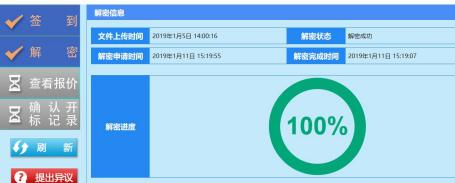 签 到
解 密
查看报价
确 认 开
标 记 录
刷 新
提出异议
解密信息
文件上传时间 2019年1月5日 14:00:16 解密状态 解密成功
解密申请时间 2019年1月11日 15:19:55 解密完成时间 2019年1月11日 15:19:07
解密进度 100%